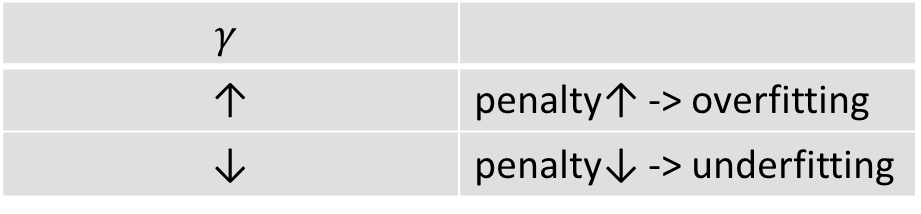 γ
↑ penalty↑ -> overfitting
↓ penalty↓ -> underfitting